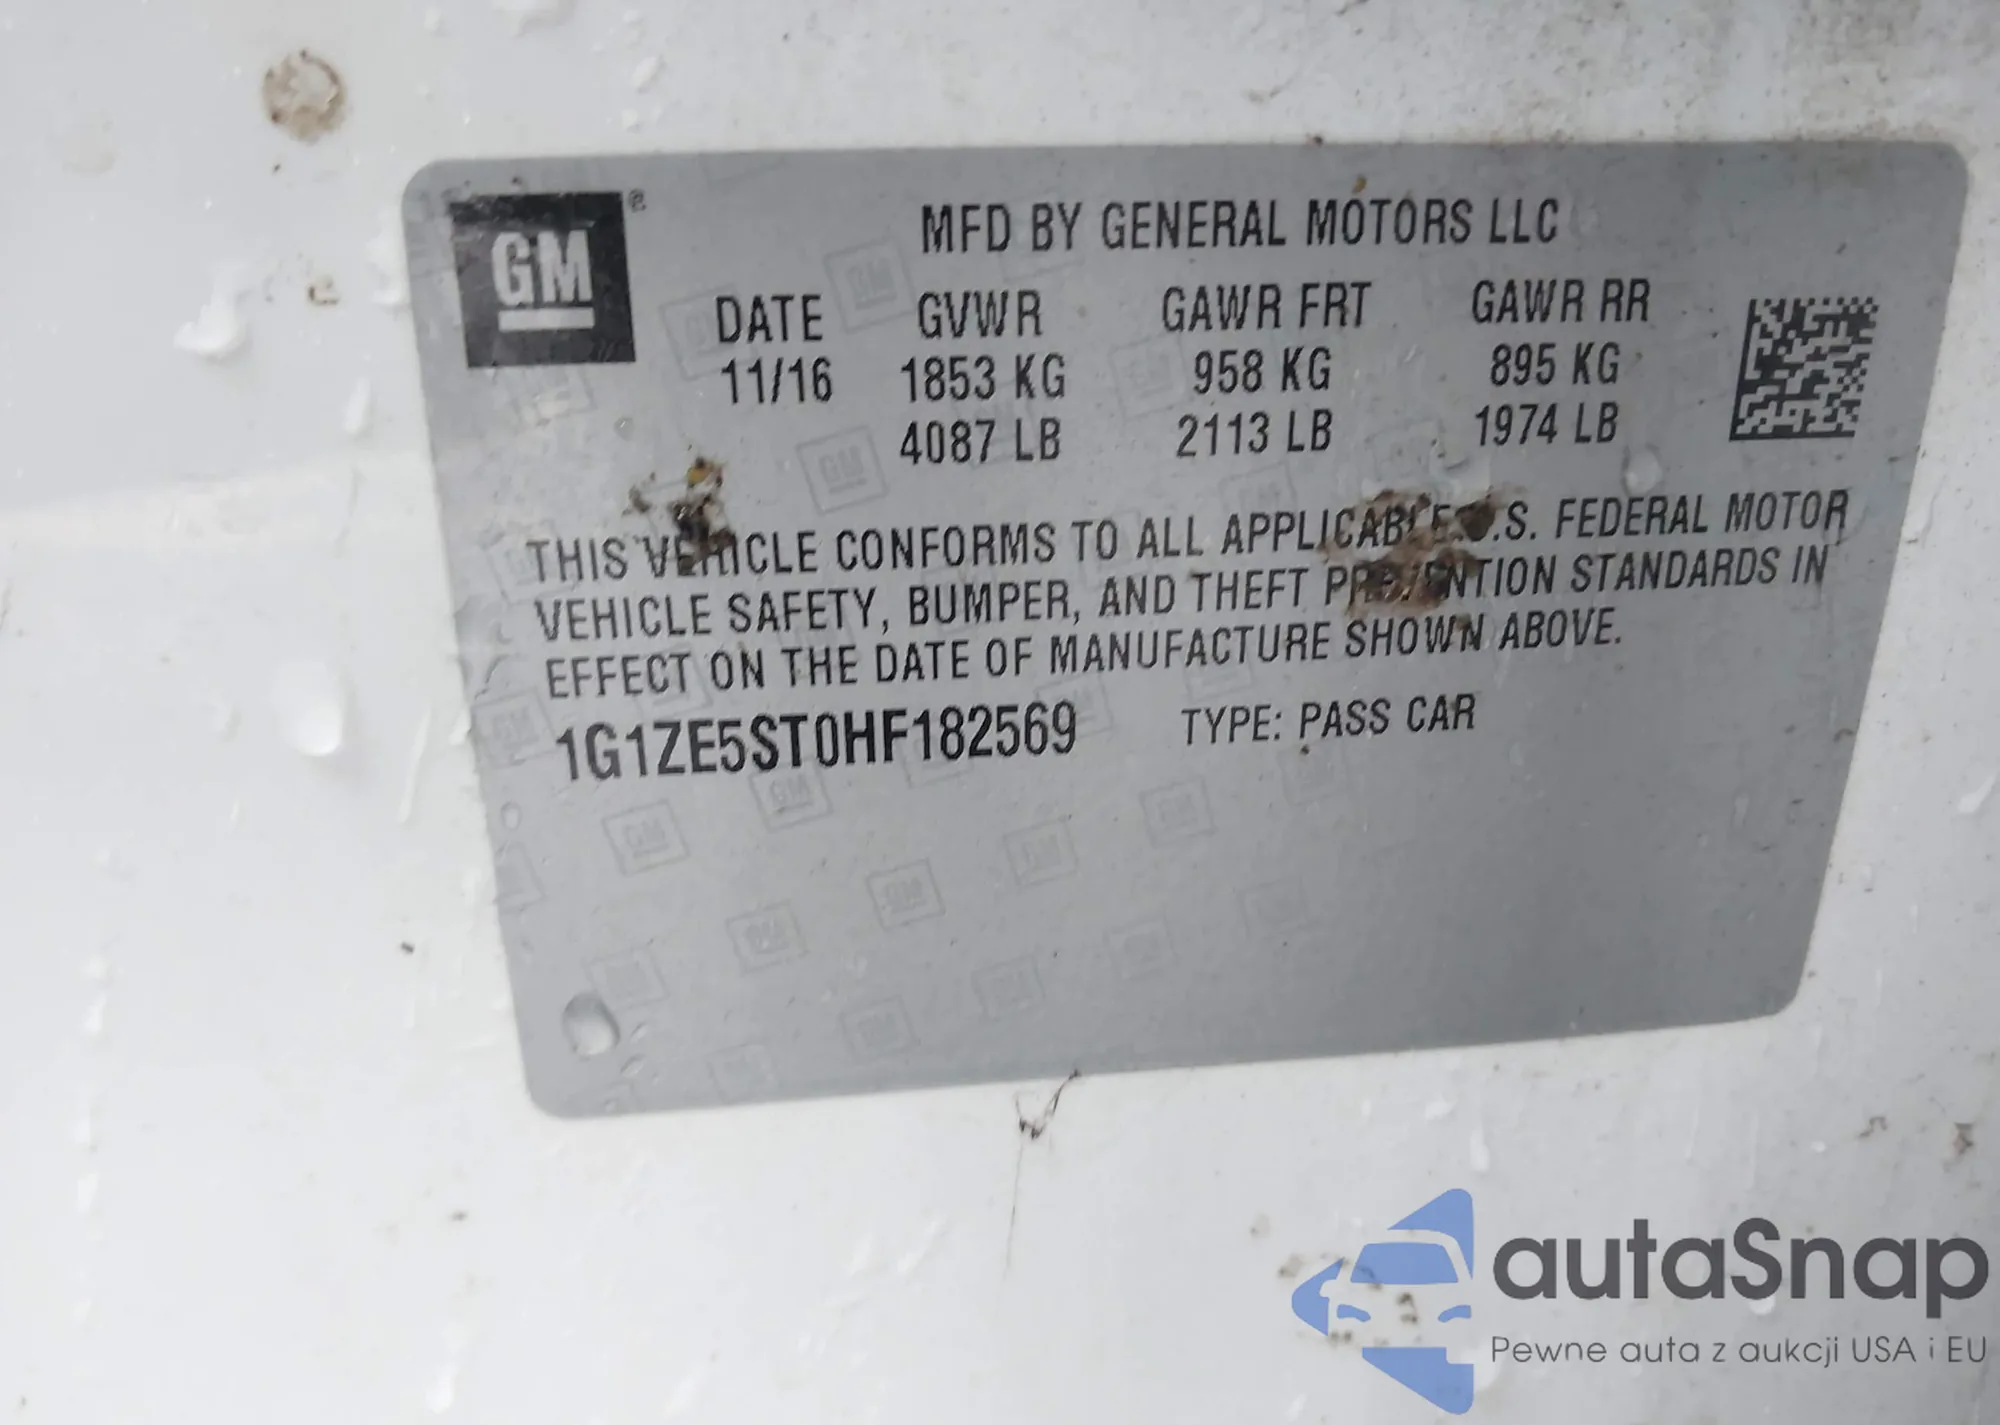 GM ®
MFD BY GENERAL MOTORS LLC
DATE GVWR GAWR FRT GAWR RR
11/16 1853 KG 958 KG 895 KG
4087 LB 2113 LB 1974 LB
THIS VEHICLE CONFORMS TO ALL APPLICABLE U.S. FEDERAL MOTOR
VEHICLE SAFETY, BUMPER, AND THEFT PREVENTION STANDARDS IN
EFFECT ON THE DATE OF MANUFACTURE SHOWN ABOVE.
1G1ZE5ST0HF182569 TYPE: PASS CAR
autaSnap
Pewne auta z aukcji USA i EU